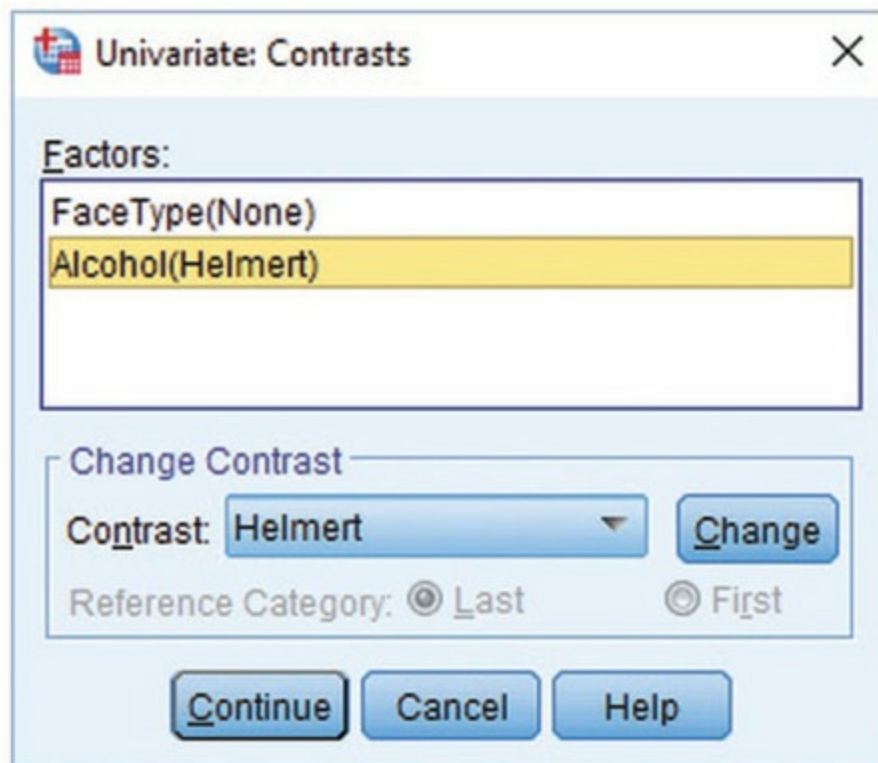 Univariate: Contrasts
Factors:
FaceType(None)
Alcohol(Helmert)
Change Contrast
Contrast: Helmert Change
Reference Category: Last First
Continue Cancel Help